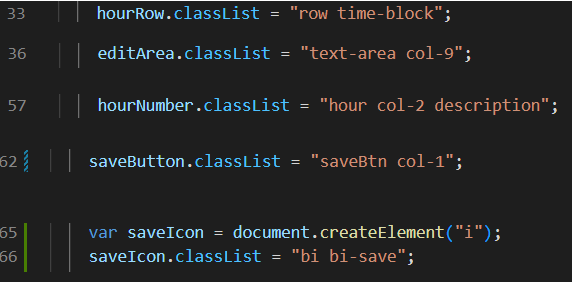 33 hourRow.classList = "row time-block";
36 editArea.classList = "text-area col-9";
57 hourNumber.classList = "hour col-2 description";
62 saveButton.classList = "saveBtn col-1";
65 var saveIcon = document.createElement("i");
66 saveIcon.classList = "bi bi-save";